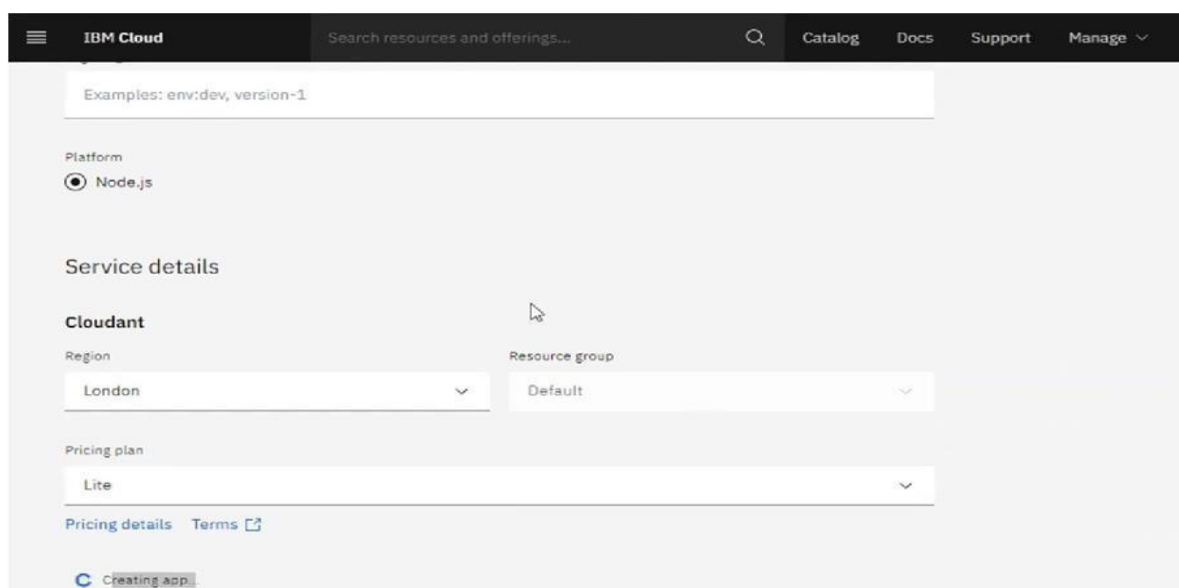 IBM Cloud Search resources and offerings... Catalog Docs Support Manage
Examples: env:dev, version-1
Platform
Node.js
Service details
Cloudant
Region Resource group
London Default
Pricing plan
Lite
Pricing details Terms
Creating app...